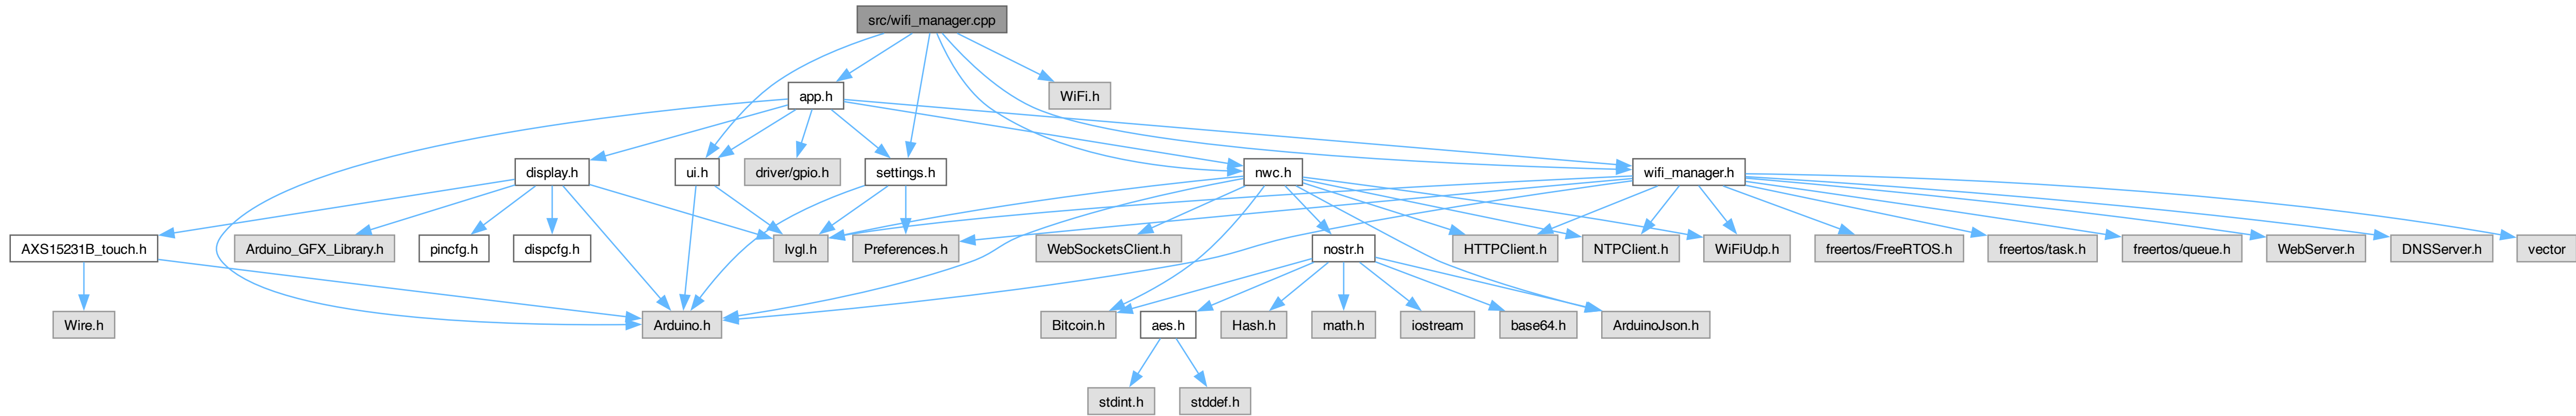 src/wifi_manager.cpp
app.h
WiFi.h
display.h
ui.h
driver/gpio.h
settings.h
nwc.h
wifi_manager.h
AXS15231B_touch.h
Arduino_GFX_Library.h
pincfg.h
dispcfg.h
lvgl.h
Preferences.h
WebSocketsClient.h
nostr.h
HTTPClient.h
NTPClient.h
WiFiUdp.h
freertos/FreeRTOS.h
freertos/task.h
freertos/queue.h
WebServer.h
DNSServer.h
vector
Wire.h
Arduino.h
Bitcoin.h
aes.h
Hash.h
math.h
iostream
base64.h
ArduinoJson.h
stdint.h
stddef.h